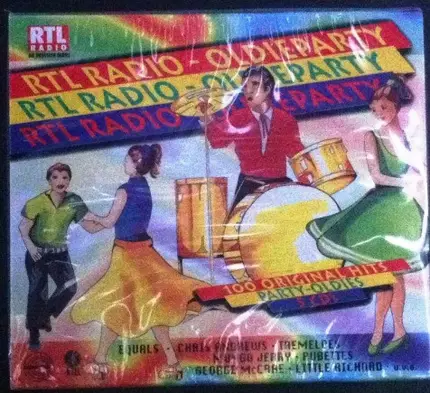 RTL
RADIO
RTL RADIO - OLDIEPARTY
RTL RADIO - OLDIEPARTY
RTL RADIO - OLDIEPARTY
100 ORIGINAL HITS
PARTY-OLDIES
5 CDs
EQUALS · CHRIS ANDREWS · TREMELOES
MUNGO JERRY · RUBETTES
GEORGE McCRAE · LITTLE RICHARD u.v.a.